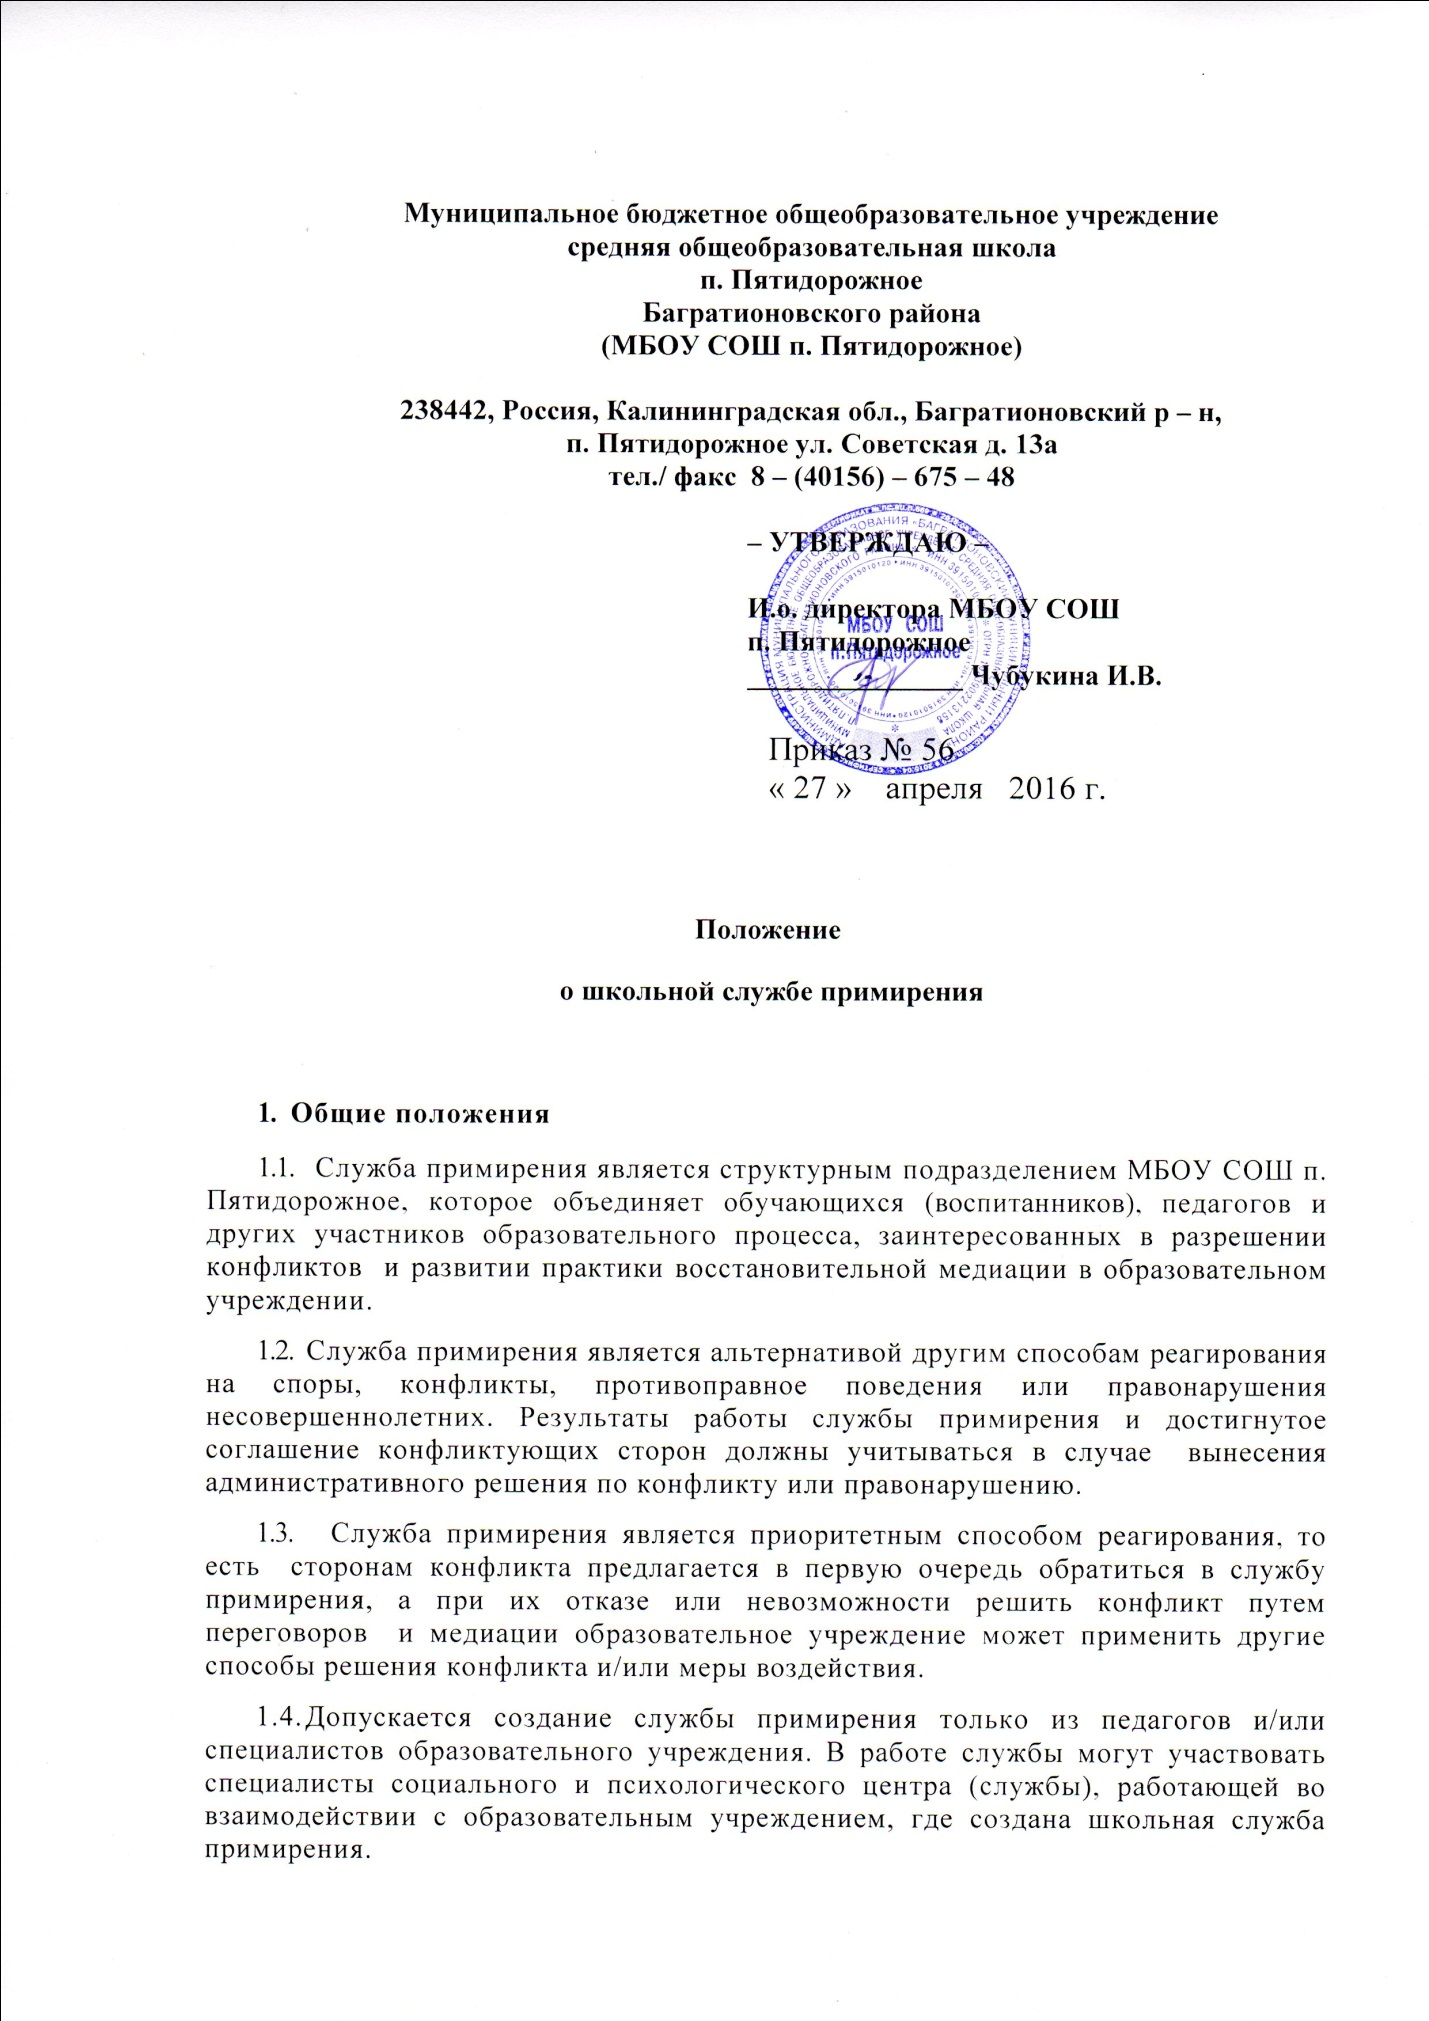 Муниципальное бюджетное общеобразовательное учреждение
средняя общеобразовательная школа
п. Пятидорожное
Багратионовского района
(МБОУ СОШ п. Пятидорожное)
238442, Россия, Калининградская обл., Багратионовский р – н,
п. Пятидорожное ул. Советская д. 13а
тел./ факс 8 – (40156) – 675 – 48
– УТВЕРЖДАЮ –
И.о. директора МБОУ СОШ
п. Пятидорожное
_______________ Чубукина И.В.
МБОУ СОШ
п.Пятидорожное
Приказ № 56
« 27 » апреля 2016 г.
Положение
о школьной службе примирения
1. Общие положения
1.1. Служба примирения является структурным подразделением МБОУ СОШ п.
Пятидорожное, которое объединяет обучающихся (воспитанников), педагогов и
других участников образовательного процесса, заинтересованных в разрешении
конфликтов и развитии практики восстановительной медиации в образовательном
учреждении.
1.2. Служба примирения является альтернативой другим способам реагирования
на споры, конфликты, противоправное поведения или правонарушения
несовершеннолетних. Результаты работы службы примирения и достигнутое
соглашение конфликтующих сторон должны учитываться в случае вынесения
административного решения по конфликту или правонарушению.
1.3. Служба примирения является приоритетным способом реагирования, то
есть сторонам конфликта предлагается в первую очередь обратиться в службу
примирения, а при их отказе или невозможности решить конфликт путем
переговоров и медиации образовательное учреждение может применить другие
способы решения конфликта и/или меры воздействия.
1.4.Допускается создание службы примирения только из педагогов и/или
специалистов образовательного учреждения. В работе службы могут участвовать
специалисты социального и психологического центра (службы), работающей во
взаимодействии с образовательным учреждением, где создана школьная служба
примирения.